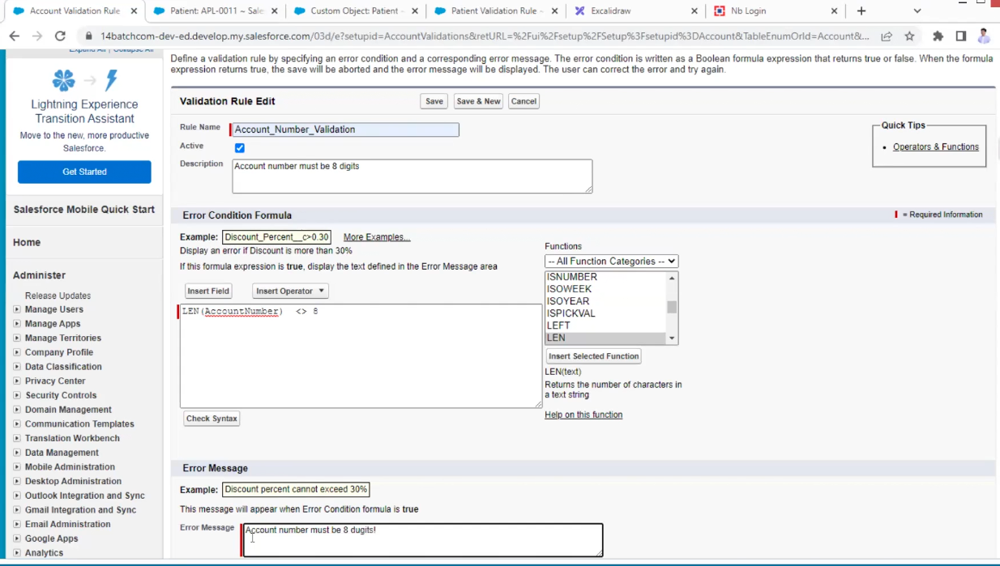 Account Validation Rule
Patient: APL-0011 ~ Sale
Custom Object: Patient ~
Patient Validation Rule ~
Excalidraw
Nb Login
14batchcom-dev-ed.develop.my.salesforce.com/03d/e?setupid=AccountValidations&retURL=%2Fui%2Fsetup%2FSetup%3Fsetupid%3DAccount&TableEnumOrId=Account&...
Expand All | Collapse All
Lightning Experience
Transition Assistant
Move to the new, more productive
Salesforce.
Get Started
Salesforce Mobile Quick Start
Home
Administer
Release Updates
Manage Users
Manage Apps
Manage Territories
Company Profile
Data Classification
Privacy Center
Security Controls
Domain Management
Communication Templates
Translation Workbench
Data Management
Mobile Administration
Desktop Administration
Outlook Integration and Sync
Gmail Integration and Sync
Email Administration
Google Apps
Analytics
Define a validation rule by specifying an error condition and a corresponding error message. The error condition is written as a Boolean formula expression that returns true or false. When the formula
expression returns true, the save will be aborted and the error message will be displayed. The user can correct the error and try again.
Validation Rule Edit
Save
Save & New
Cancel
Rule Name
Account_Number_Validation
Active
Description
Account number must be 8 digits
Quick Tips
Operators & Functions
Error Condition Formula
= Required Information
Example: Discount_Percent__c>0.30 More Examples...
Display an error if Discount is more than 30%
If this formula expression is true, display the text defined in the Error Message area
Insert Field
Insert Operator
LEN(AccountNumber) <> 8
Check Syntax
Functions
-- All Function Categories --
ISNUMBER
ISOWEEK
ISOYEAR
ISPICKVAL
LEFT
LEN
Insert Selected Function
LEN(text)
Returns the number of characters in
a text string
Help on this function
Error Message
Example: Discount percent cannot exceed 30%
This message will appear when Error Condition formula is true
Error Message
Account number must be 8 dugits!